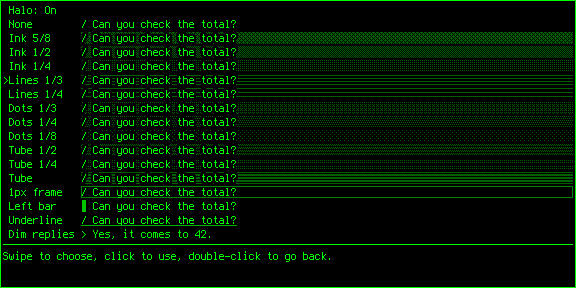 Halo: On
None / Can you check the total?
Ink 5/8 / Can you check the total?
Ink 1/2 / Can you check the total?
Ink 1/4 / Can you check the total?
>Lines 1/3 / Can you check the total?
Lines 1/4 / Can you check the total?
Dots 1/3 / Can you check the total?
Dots 1/4 / Can you check the total?
Dots 1/8 / Can you check the total?
Tube 1/2 / Can you check the total?
Tube 1/4 / Can you check the total?
Tube / Can you check the total?
1px frame / Can you check the total?
Left bar Can you check the total?
Underline / Can you check the total?
Dim replies > Yes, it comes to 42.
Swipe to choose, click to use, double-click to go back.